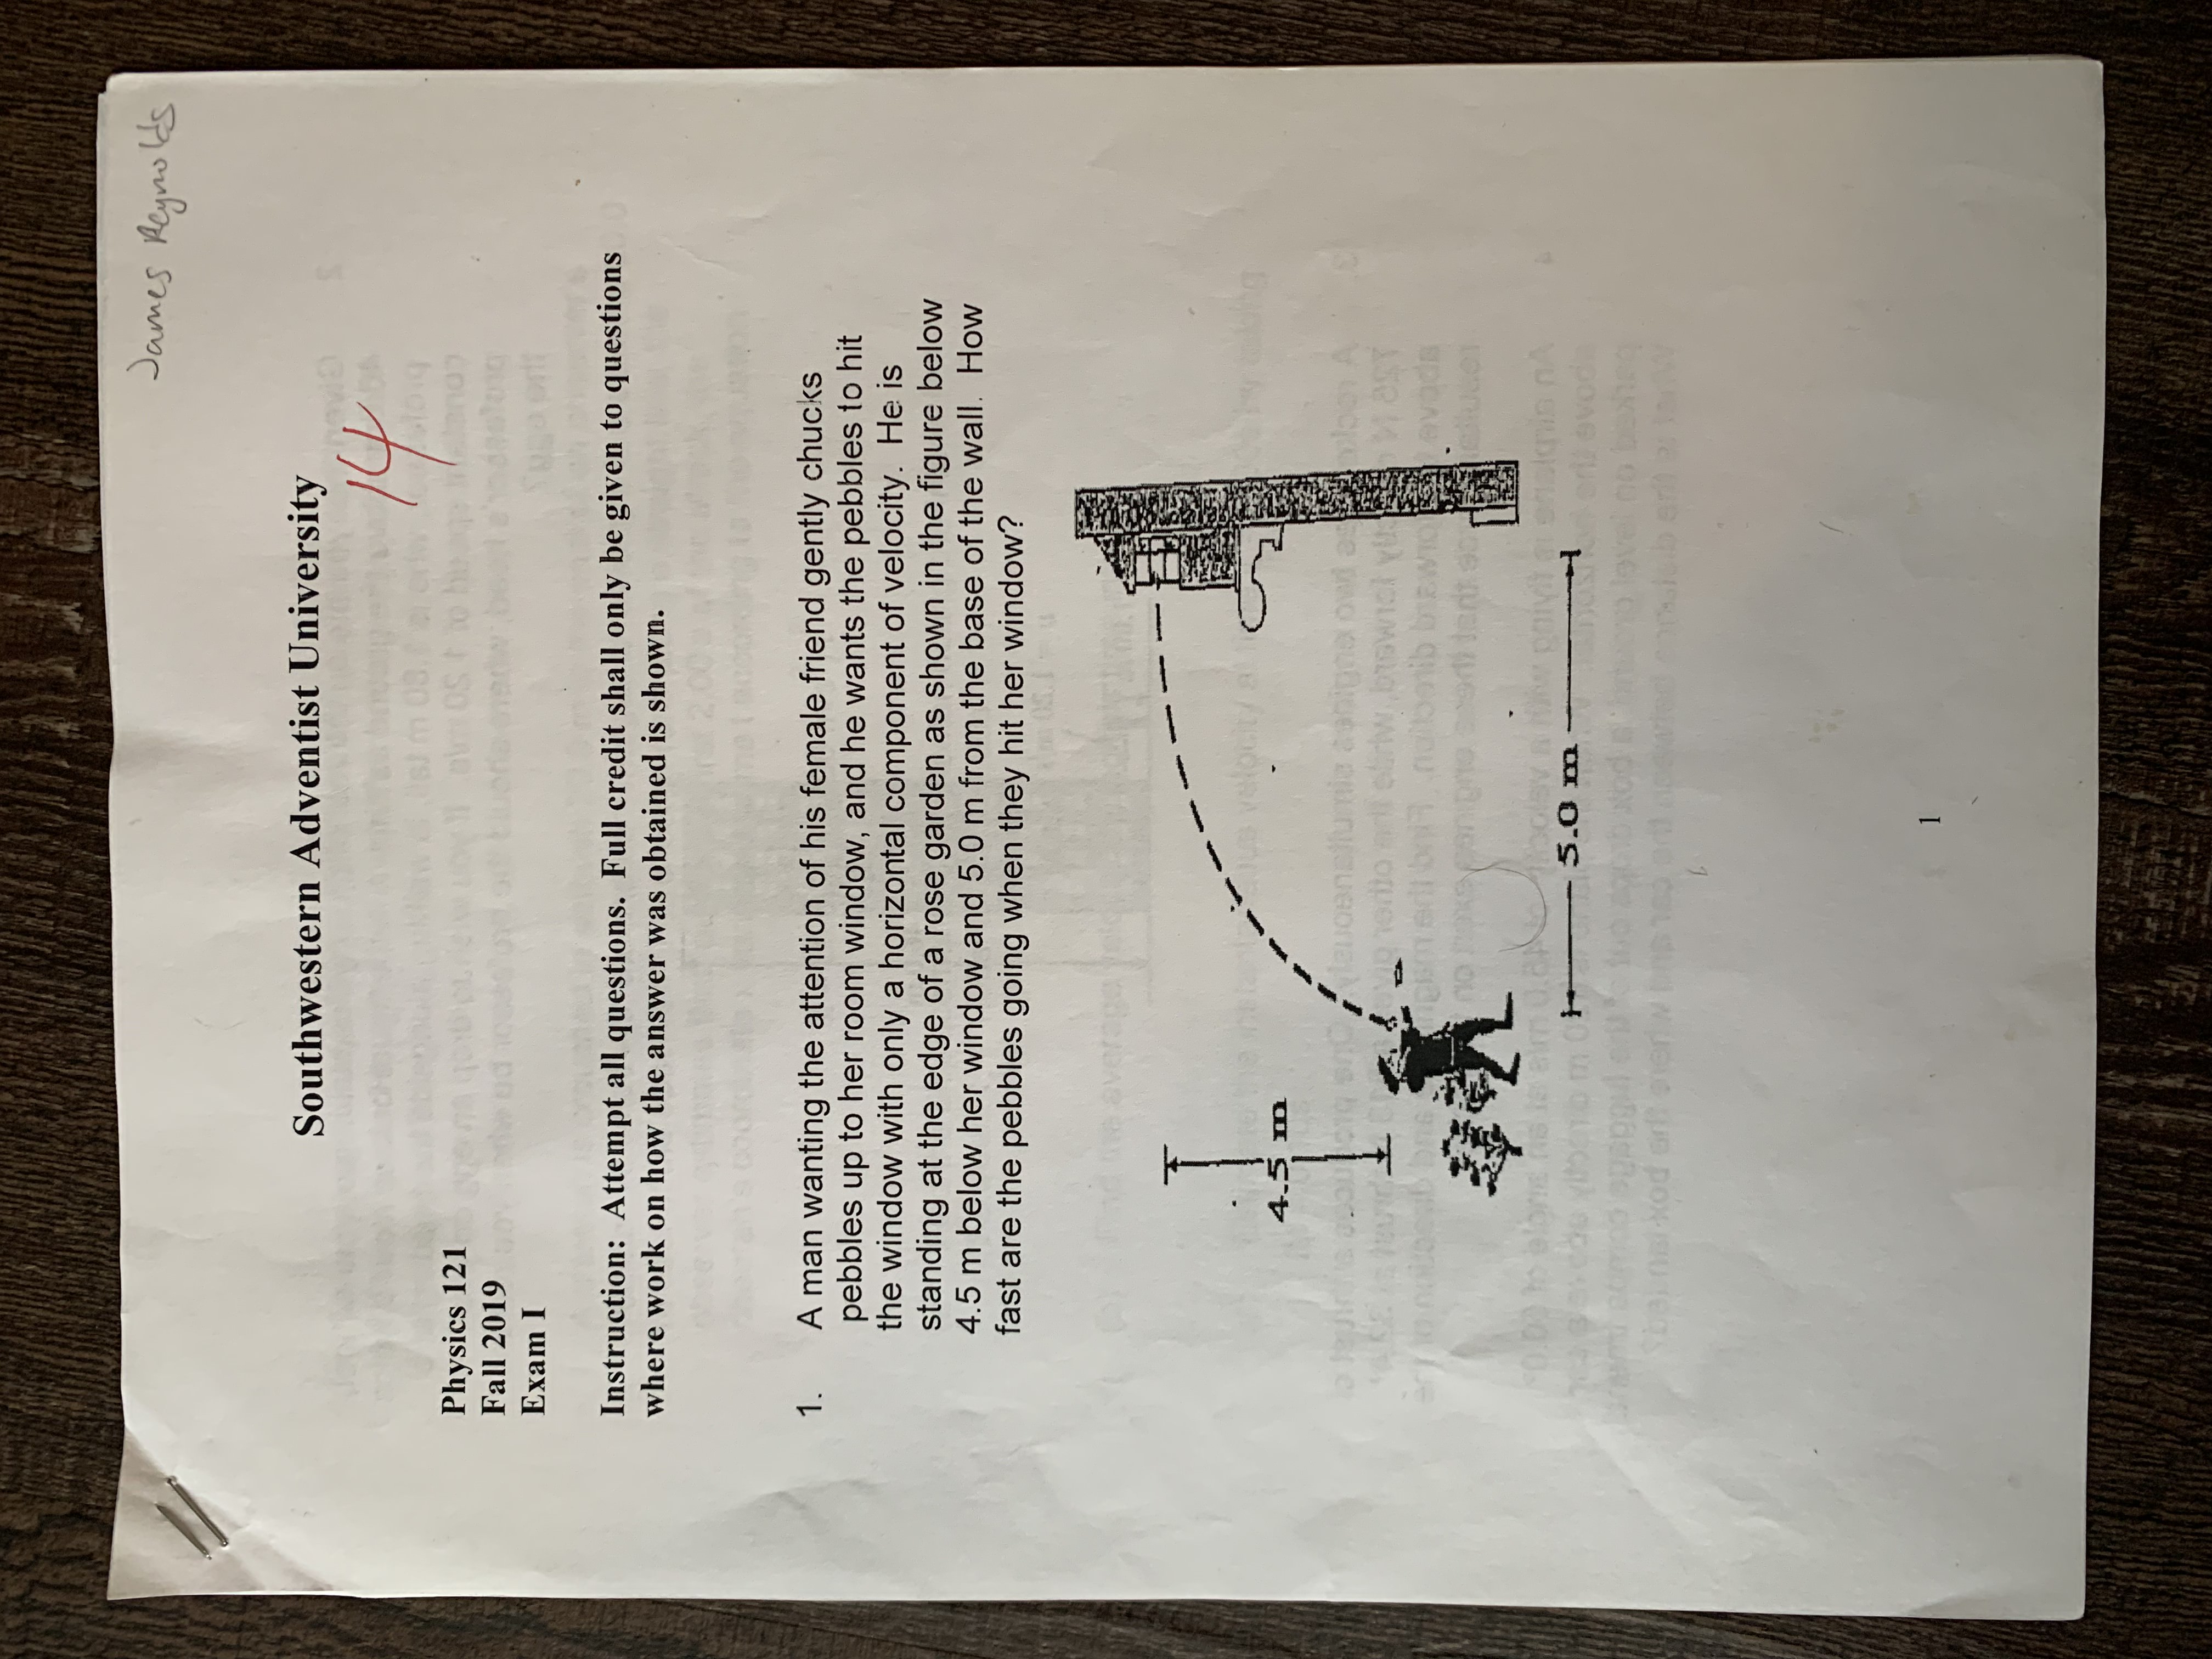 James Reynolds
Southwestern Adventist University
14
Physics 121
Fall 2019
Exam I
Instruction: Attempt all questions. Full credit shall only be given to questions
where work on how the answer was obtained is shown.
1. A man wanting the attention of his female friend gently chucks
pebbles up to her room window, and he wants the pebbles to hit
the window with only a horizontal component of velocity. He is
standing at the edge of a rose garden as shown in the figure below
4.5 m below her window and 5.0 m from the base of the wall. How
fast are the pebbles going when they hit her window?
4.5 m
5.0 m
1